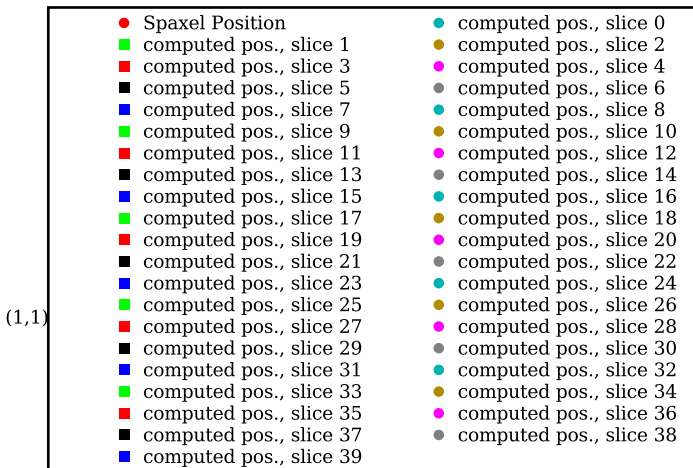 Spaxel Position
computed pos., slice 1
computed pos., slice 3
computed pos., slice 5
computed pos., slice 7
computed pos., slice 9
computed pos., slice 11
computed pos., slice 13
computed pos., slice 15
computed pos., slice 17
computed pos., slice 19
computed pos., slice 21
computed pos., slice 23
computed pos., slice 25
computed pos., slice 27
computed pos., slice 29
computed pos., slice 31
computed pos., slice 33
computed pos., slice 35
computed pos., slice 37
computed pos., slice 39
computed pos., slice 0
computed pos., slice 2
computed pos., slice 4
computed pos., slice 6
computed pos., slice 8
computed pos., slice 10
computed pos., slice 12
computed pos., slice 14
computed pos., slice 16
computed pos., slice 18
computed pos., slice 20
computed pos., slice 22
computed pos., slice 24
computed pos., slice 26
computed pos., slice 28
computed pos., slice 30
computed pos., slice 32
computed pos., slice 34
computed pos., slice 36
computed pos., slice 38
(1,1)